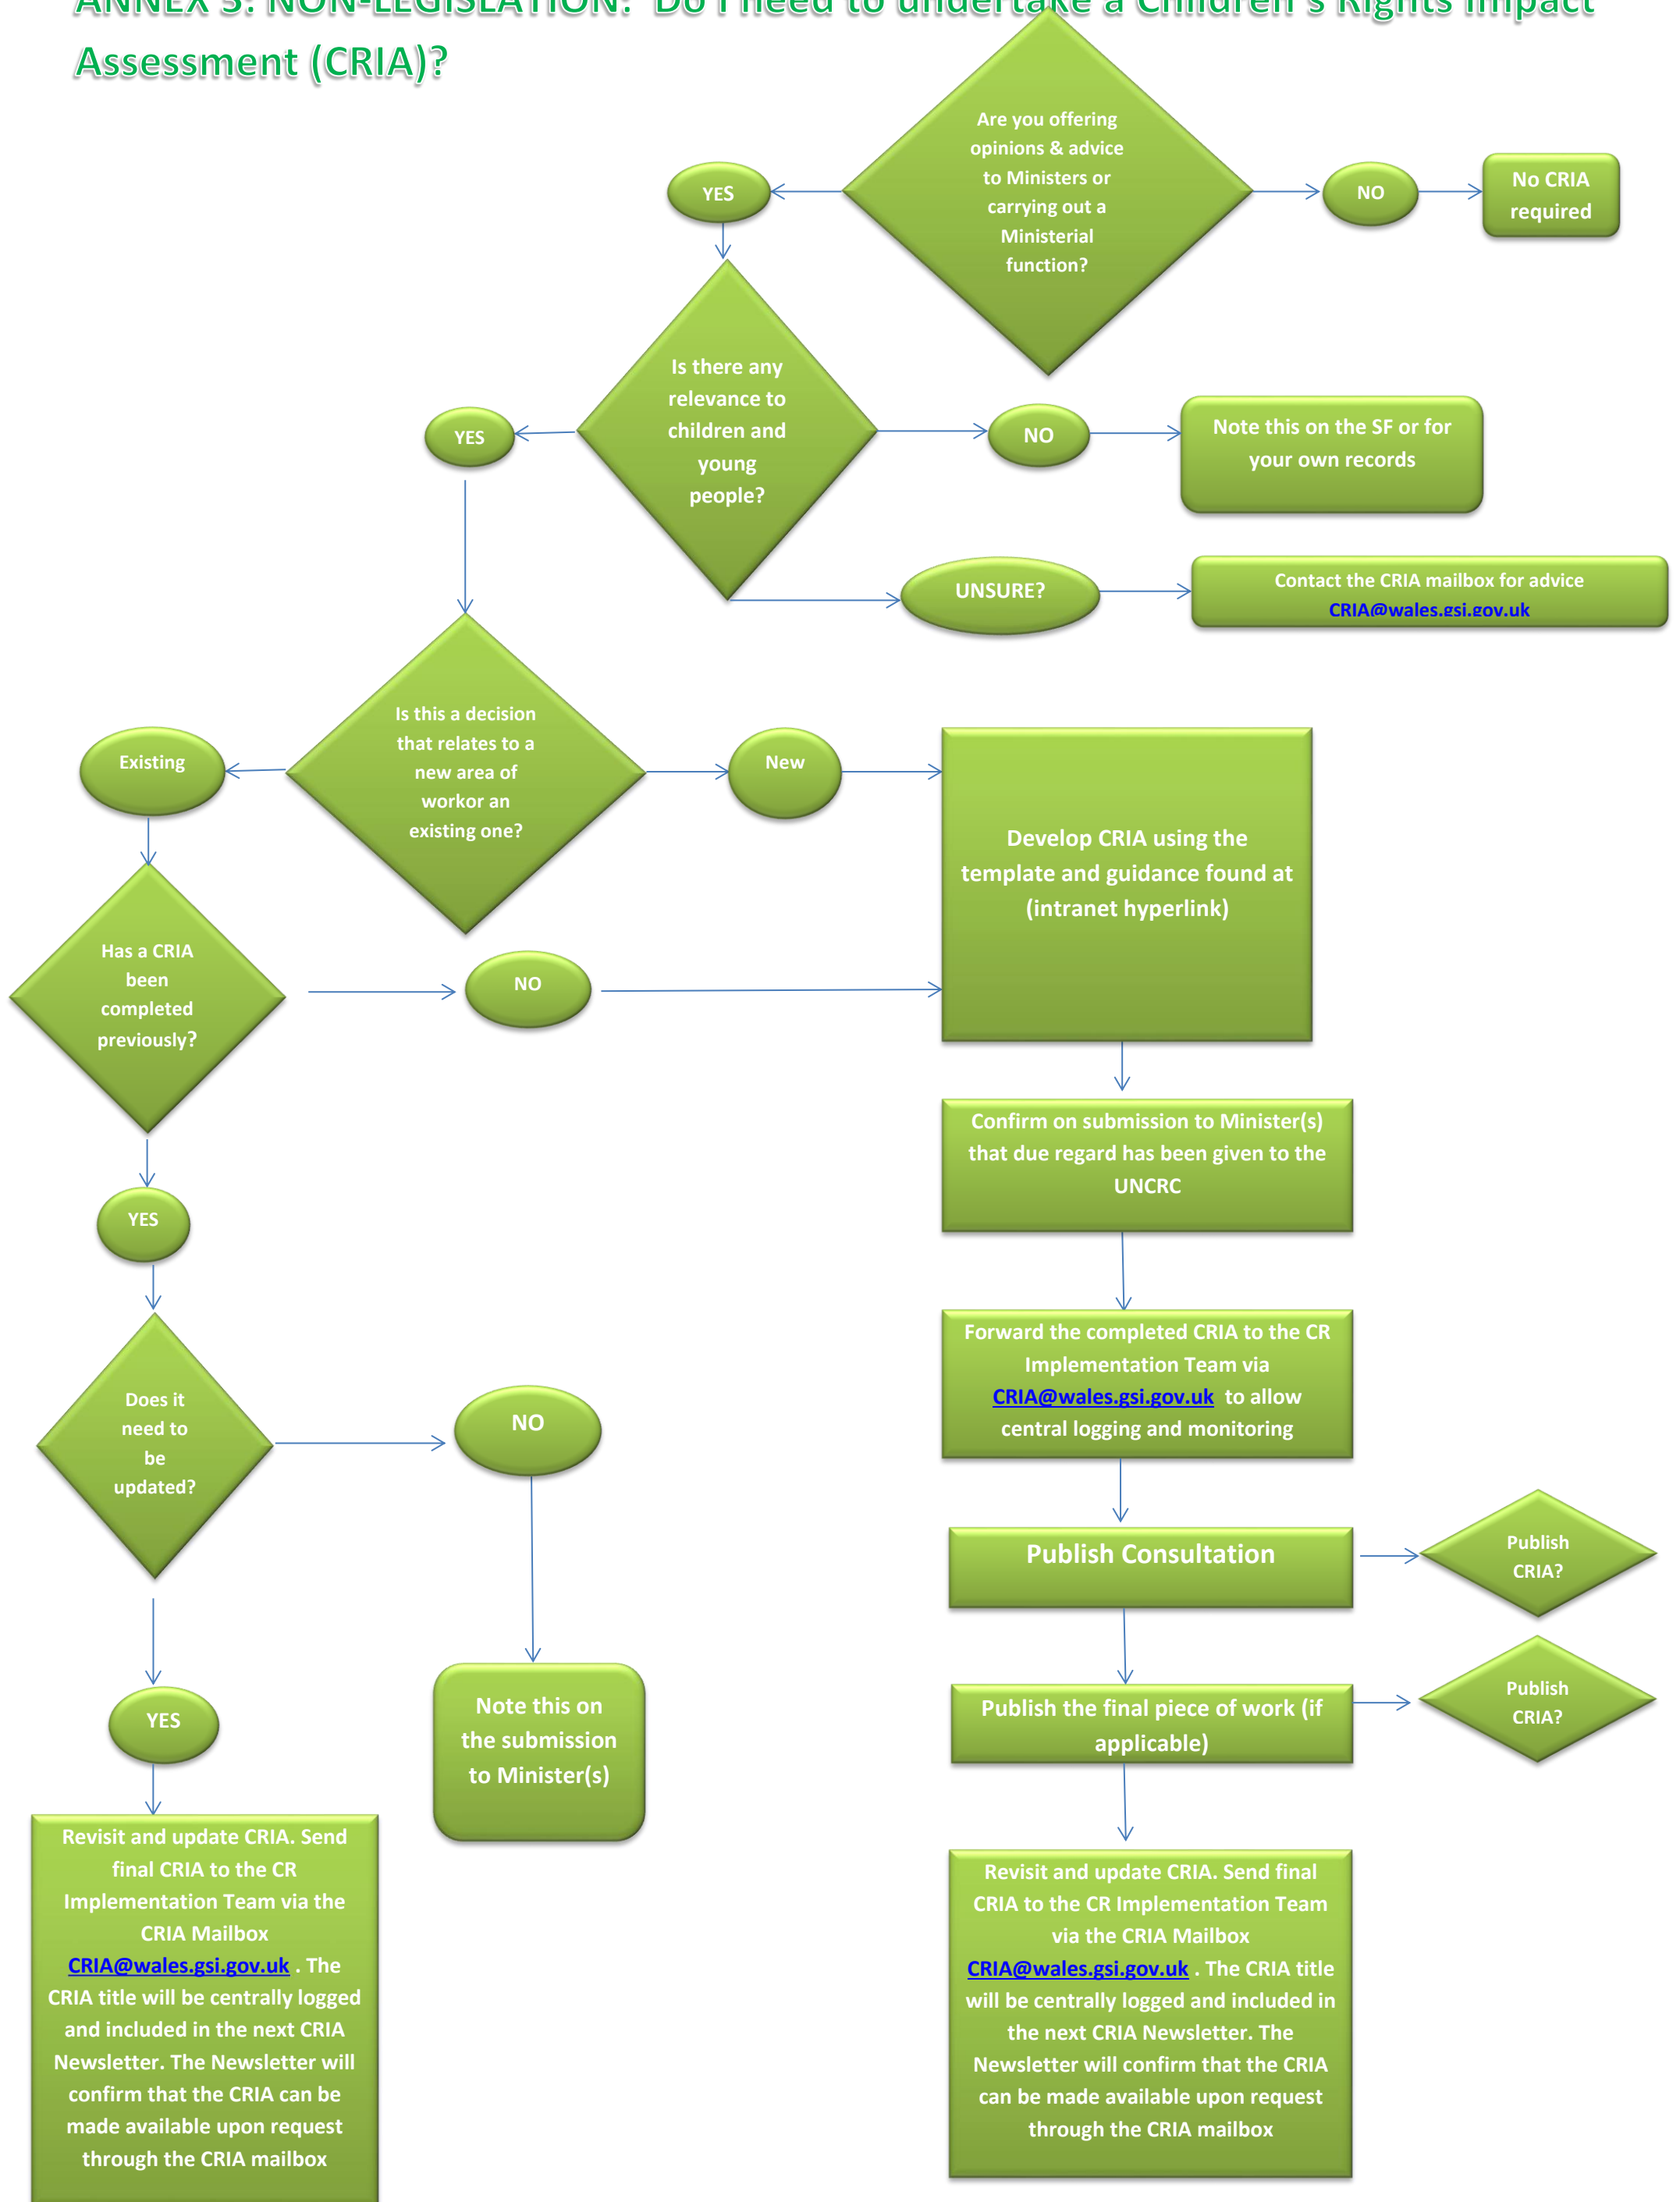 ANNEX 3: NON-LEGISLATION: Do I need to undertake a Children's Rights Impact
Assessment (CRIA)?
Are you offering
opinions & advice
to Ministers or
carrying out a
Ministerial
function?
YES
NO
No CRIA
required
Is there any
relevance to
children and
young
people?
YES
NO
Note this on the SF or for
your own records
UNSURE?
Contact the CRIA mailbox for advice
CRIA@wales.gsi.gov.uk
Is this a decision
that relates to a
new area of
workor an
existing one?
Existing
New
Develop CRIA using the
template and guidance found at
(intranet hyperlink)
Has a CRIA
been
completed
previously?
NO
Confirm on submission to Minister(s)
that due regard has been given to the
UNCRC
YES
Forward the completed CRIA to the CR
Implementation Team via
CRIA@wales.gsi.gov.uk to allow
central logging and monitoring
Does it
need to
be
updated?
NO
Publish Consultation
Publish
CRIA?
Note this on
the submission
to Minister(s)
Publish the final piece of work (if
applicable)
Publish
CRIA?
YES
Revisit and update CRIA. Send
final CRIA to the CR
Implementation Team via the
CRIA Mailbox
CRIA@wales.gsi.gov.uk . The
CRIA title will be centrally logged
and included in the next CRIA
Newsletter. The Newsletter will
confirm that the CRIA can be
made available upon request
through the CRIA mailbox
Revisit and update CRIA. Send final
CRIA to the CR Implementation Team
via the CRIA Mailbox
CRIA@wales.gsi.gov.uk . The CRIA title
will be centrally logged and included in
the next CRIA Newsletter. The
Newsletter will confirm that the CRIA
can be made available upon request
through the CRIA mailbox